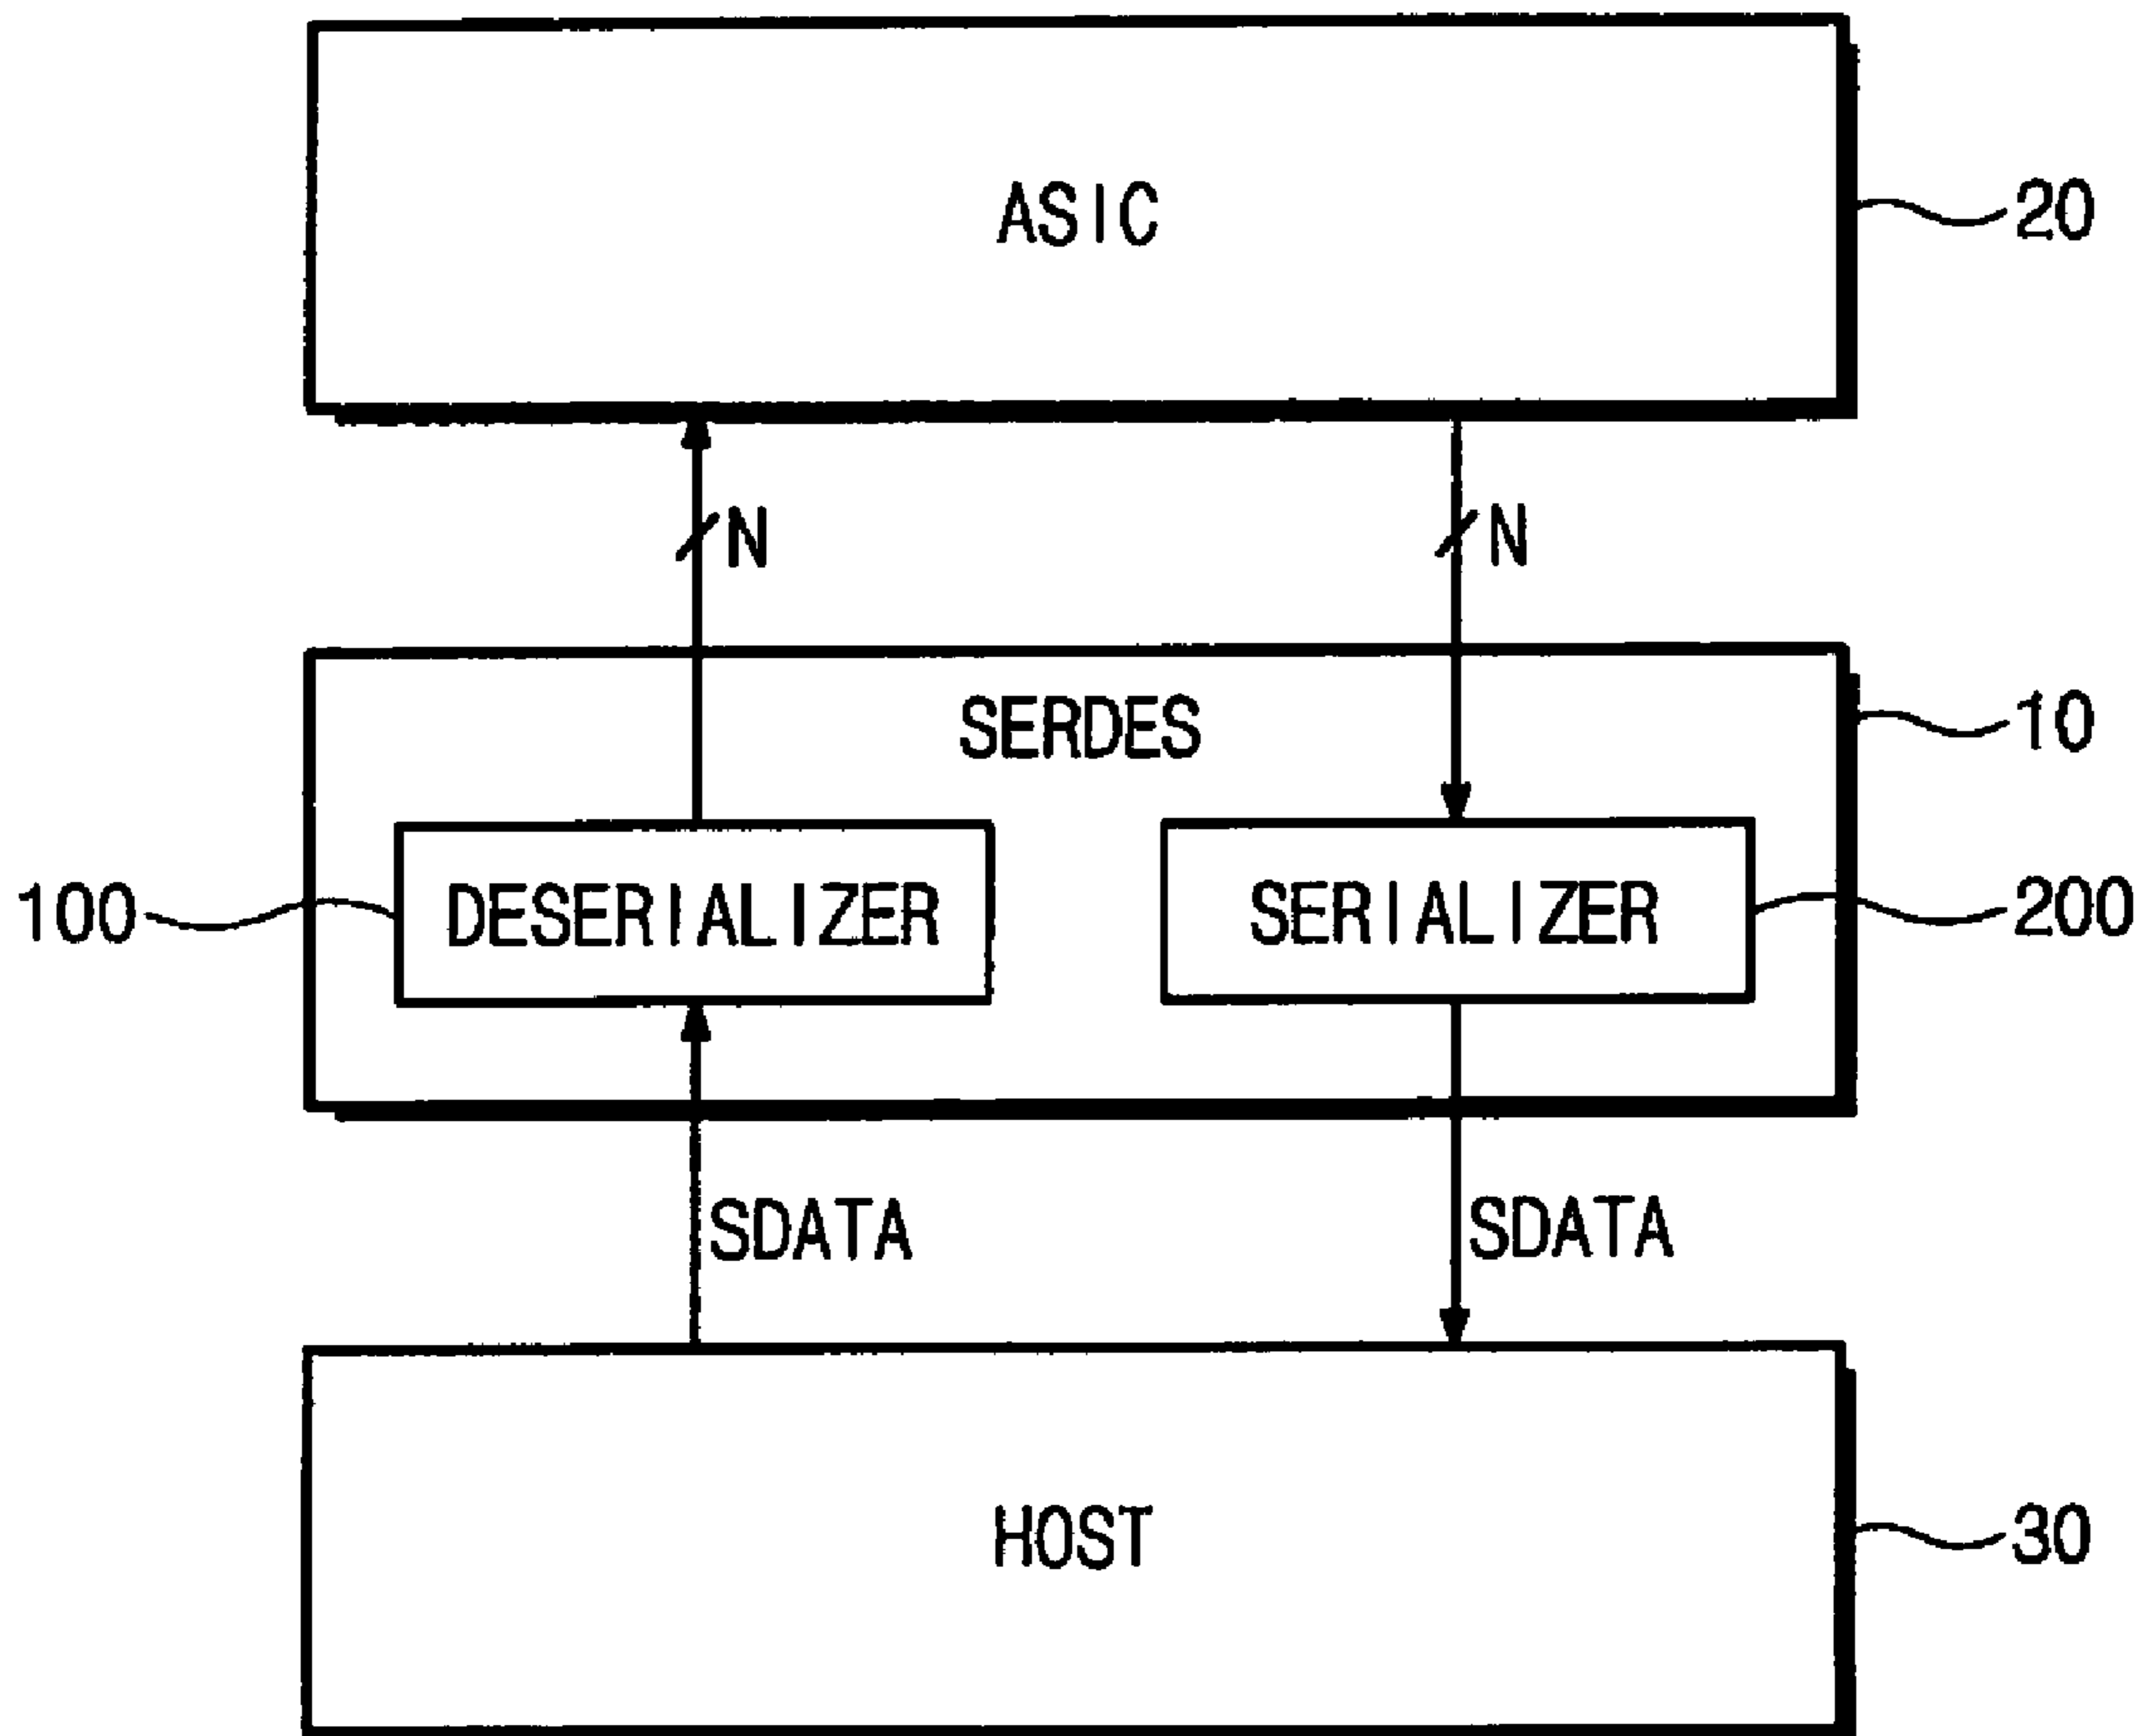 ASIC
20
N
N
SERDES
10
100
DESERIALIZER
SERIALIZER
200
SDATA
SDATA
HOST
30